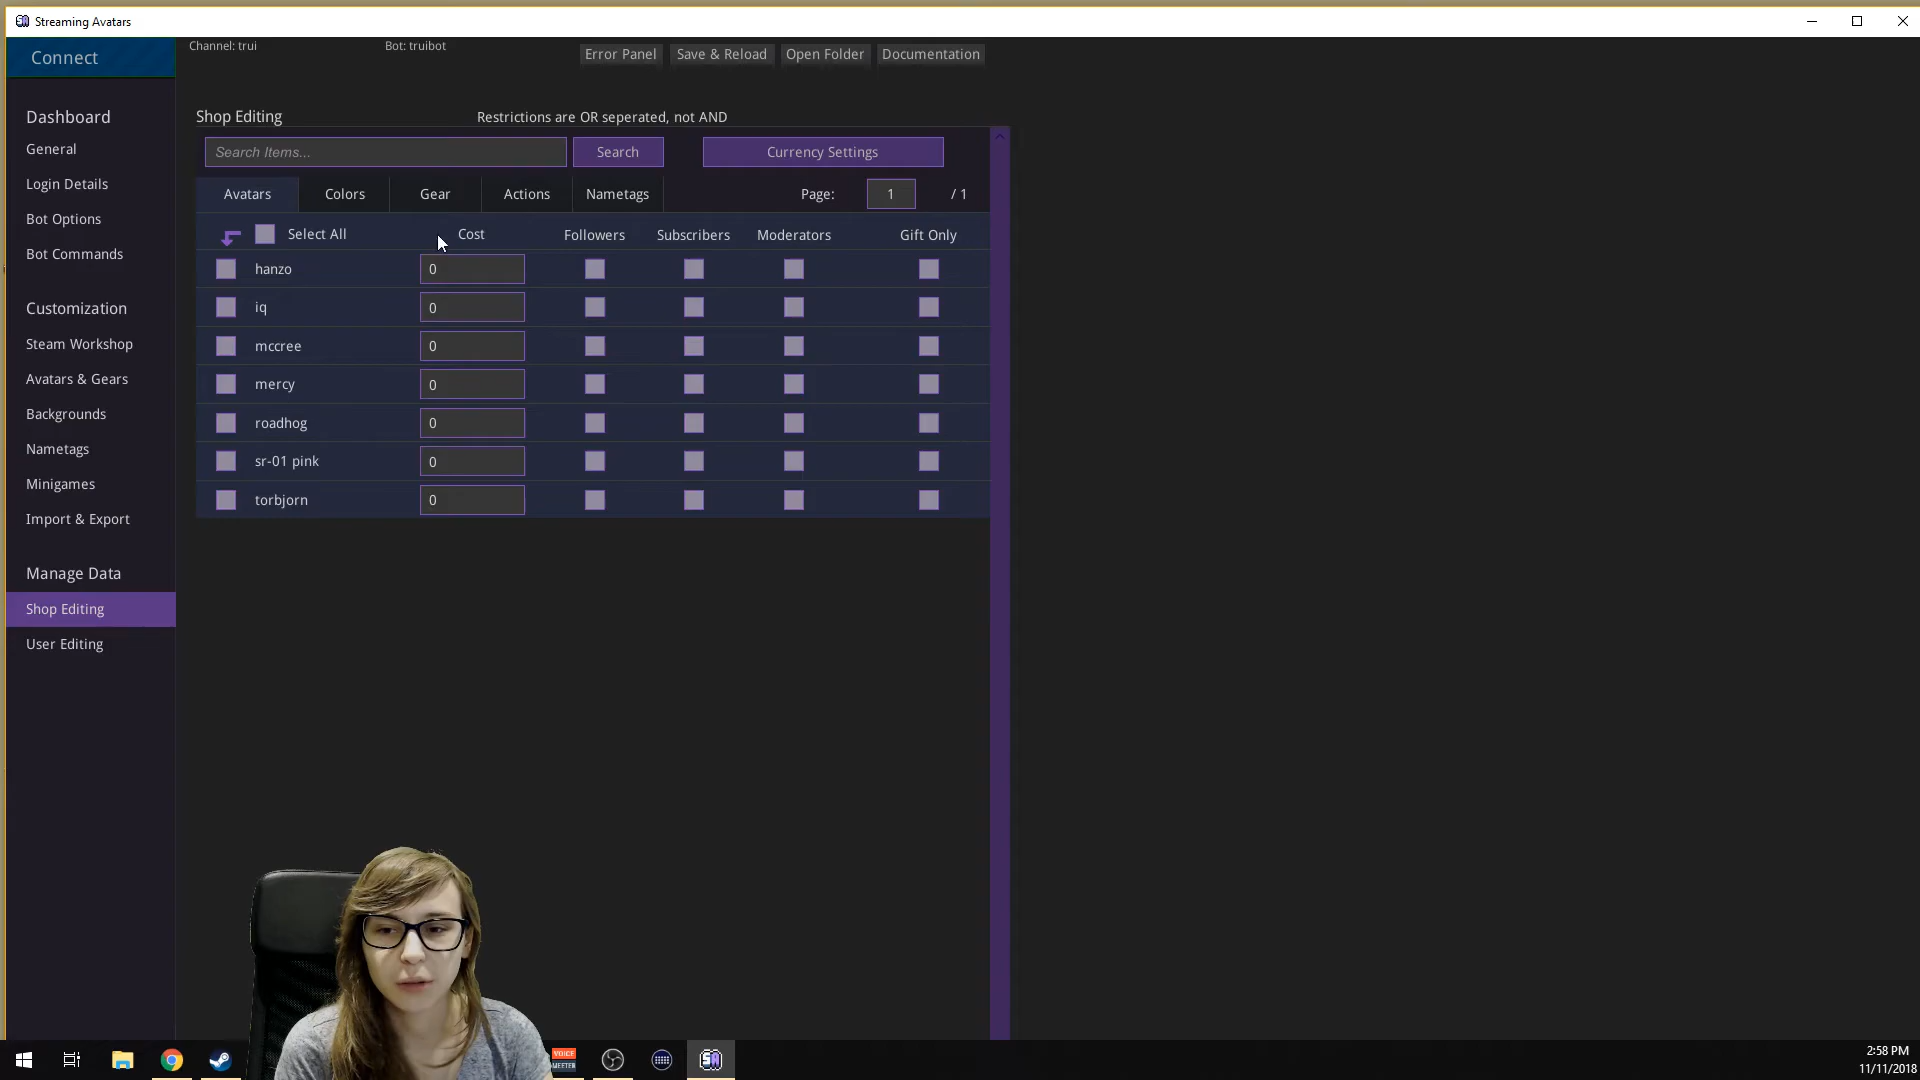 Streaming Avatars
Connect
Channel: trui
Bot: truibot
Error Panel
Save & Reload
Open Folder
Documentation
Dashboard
General
Login Details
Bot Options
Bot Commands
Customization
Steam Workshop
Avatars & Gears
Backgrounds
Nametags
Minigames
Import & Export
Manage Data
Shop Editing
User Editing
Shop Editing
Restrictions are OR seperated, not AND
Search Items...
Search
Currency Settings
Avatars
Colors
Gear
Actions
Nametags
Page:
1
/ 1
Select All
Cost
Followers
Subscribers
Moderators
Gift Only
hanzo
0
iq
0
mccree
0
mercy
0
roadhog
0
sr-01 pink
0
torbjorn
0
VOICE
MEETER
SA
2:58 PM
11/11/2018